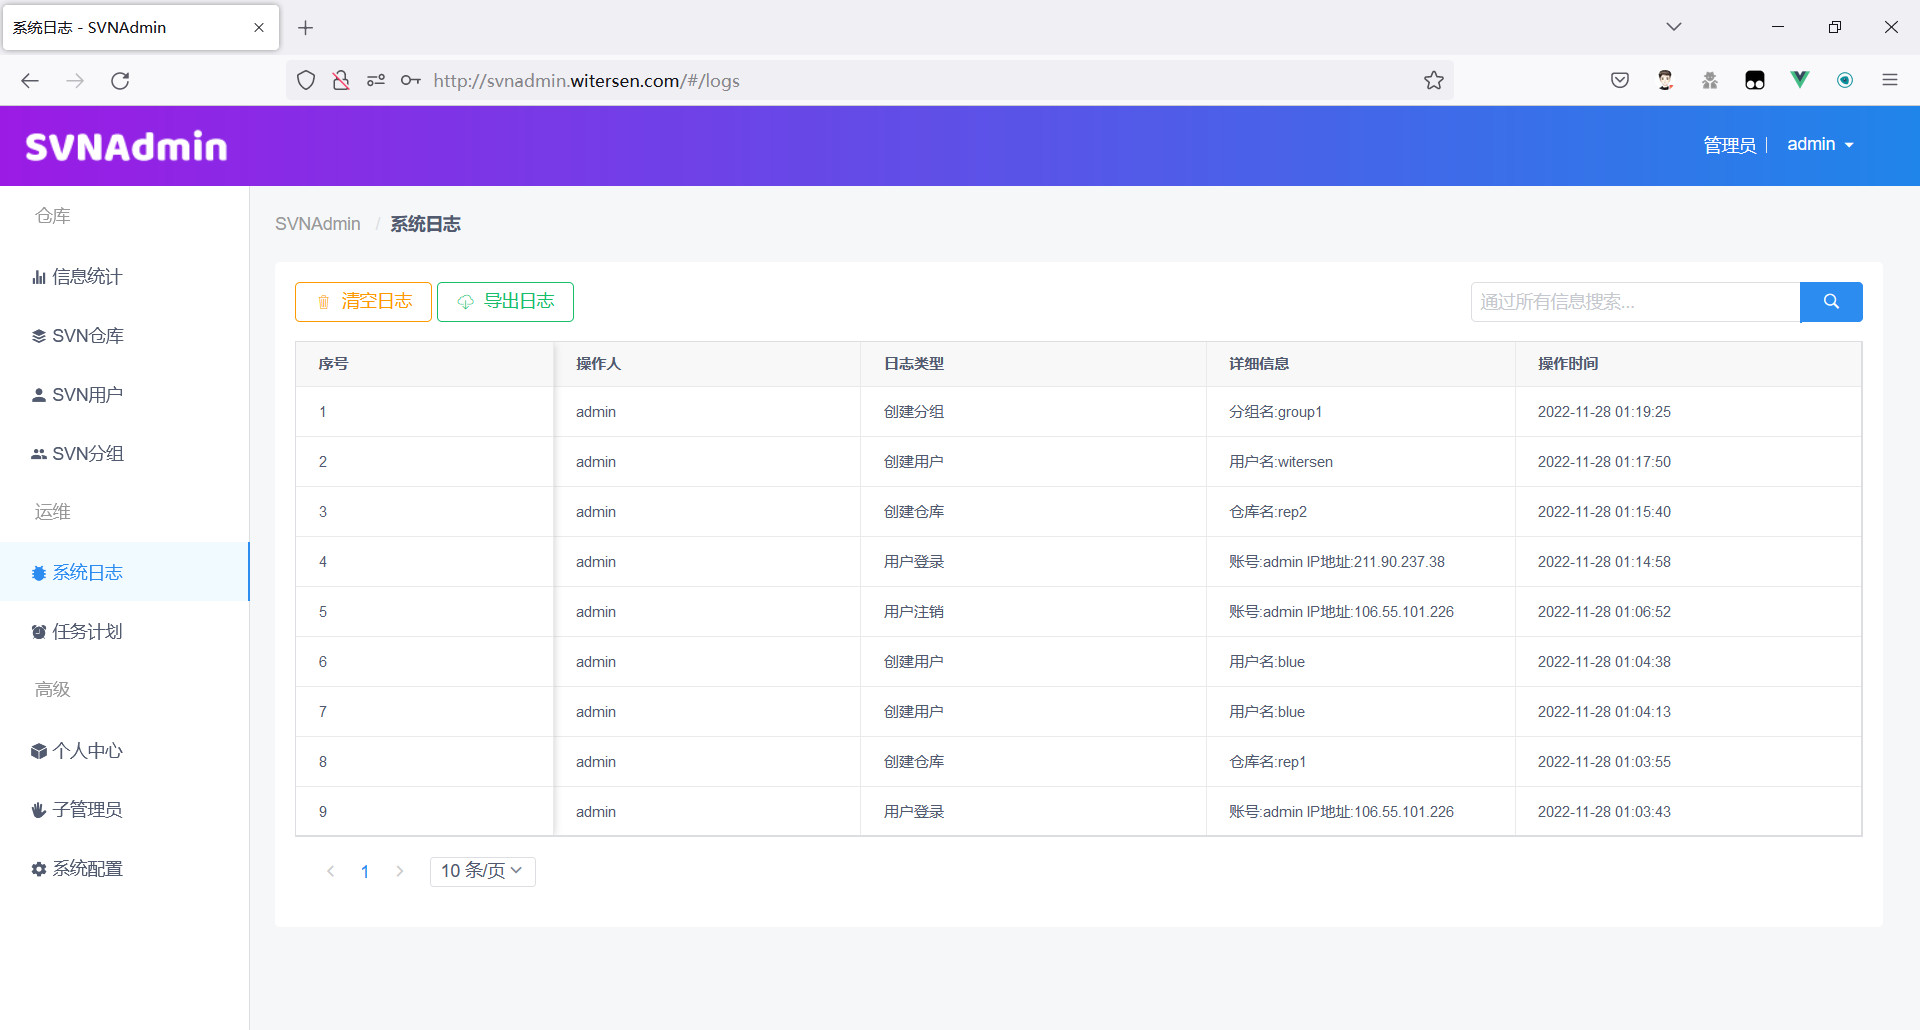 系统日志 - SVNAdmin
http://svnadmin.witersen.com/#/logs
SVNAdmin
管理员 | admin
仓库
信息统计
SVN仓库
SVN用户
SVN分组
运维
系统日志
任务计划
高级
个人中心
子管理员
系统配置
SVNAdmin / 系统日志
清空日志 导出日志
通过所有信息搜索...
序号 操作人 日志类型 详细信息 操作时间
1 admin 创建分组 分组名:group1 2022-11-28 01:19:25
2 admin 创建用户 用户名:witersen 2022-11-28 01:17:50
3 admin 创建仓库 仓库名:rep2 2022-11-28 01:15:40
4 admin 用户登录 账号:admin IP地址:211.90.237.38 2022-11-28 01:14:58
5 admin 用户注销 账号:admin IP地址:106.55.101.226 2022-11-28 01:06:52
6 admin 创建用户 用户名:blue 2022-11-28 01:04:38
7 admin 创建用户 用户名:blue 2022-11-28 01:04:13
8 admin 创建仓库 仓库名:rep1 2022-11-28 01:03:55
9 admin 用户登录 账号:admin IP地址:106.55.101.226 2022-11-28 01:03:43
1 10 条/页